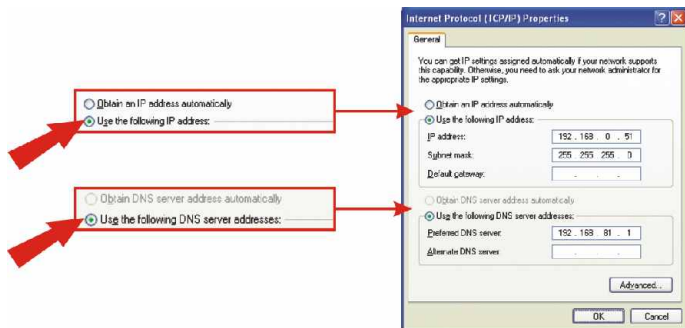 Obtain an IP address automatically
Use the following IP address:
Obtain DNS server address automatically
Use the following DNS server addresses:
Internet Protocol (TCP/IP) Properties
General
You can get IP settings assigned automatically if your network supports
this capability. Otherwise, you need to ask your network administrator for
the appropriate IP settings.
Obtain an IP address automatically
Use the following IP address:
IP address: 192 . 168 . 0 . 51
Subnet mask: 255 . 255 . 255 . 0
Default gateway: . . .
Obtain DNS server address automatically
Use the following DNS server addresses:
Preferred DNS server: 192 . 168 . 81 . 1
Alternate DNS server: . . .
Advanced...
OK Cancel